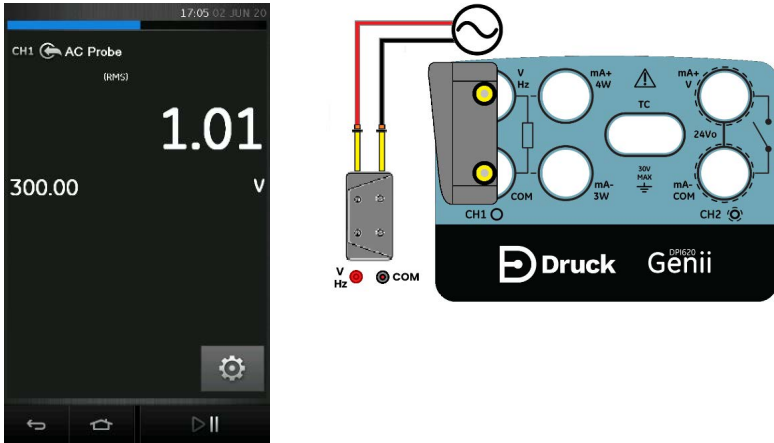 17:05 02 JUN 20
CH1 AC Probe
(RMS)
1.01
300.00 V
V
Hz
COM
V
Hz
mA+
4W
TC
mA+
V
24Vo
30V
MAX
COM
mA-
3W
mA-
COM
CH1
CH2
Druck
DPI620
Genii